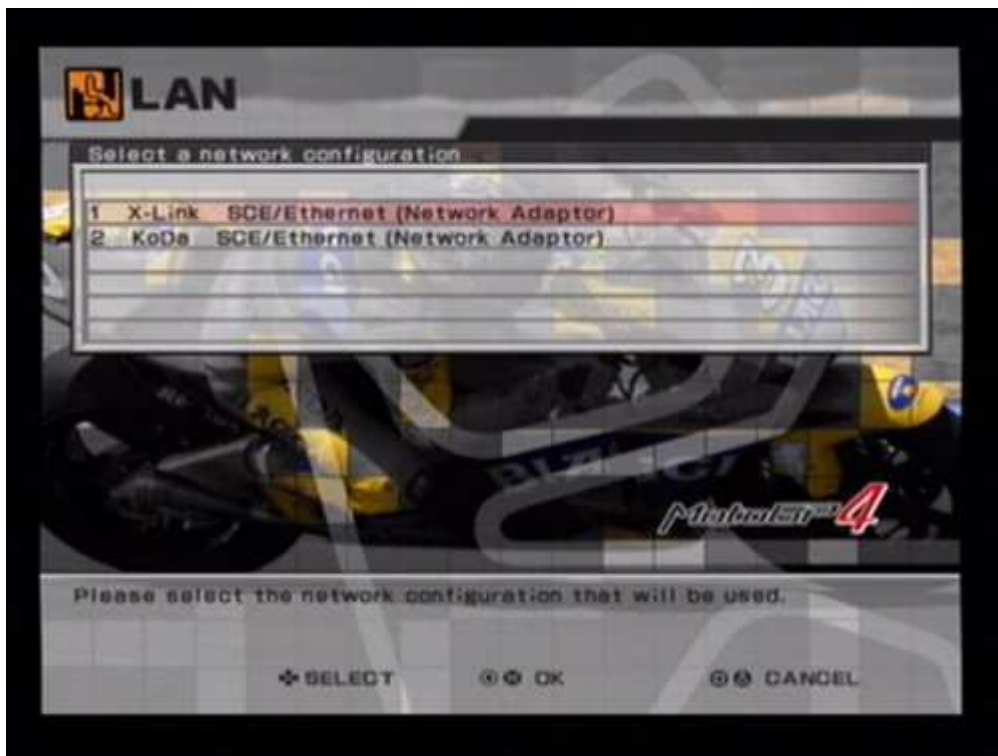 LAN
Select a network configuration
1 X-Link SCE/Ethernet (Network Adaptor)
2 KoDa SCE/Ethernet (Network Adaptor)
MotoGP 4
Please select the network configuration that will be used.
SELECT OK CANCEL